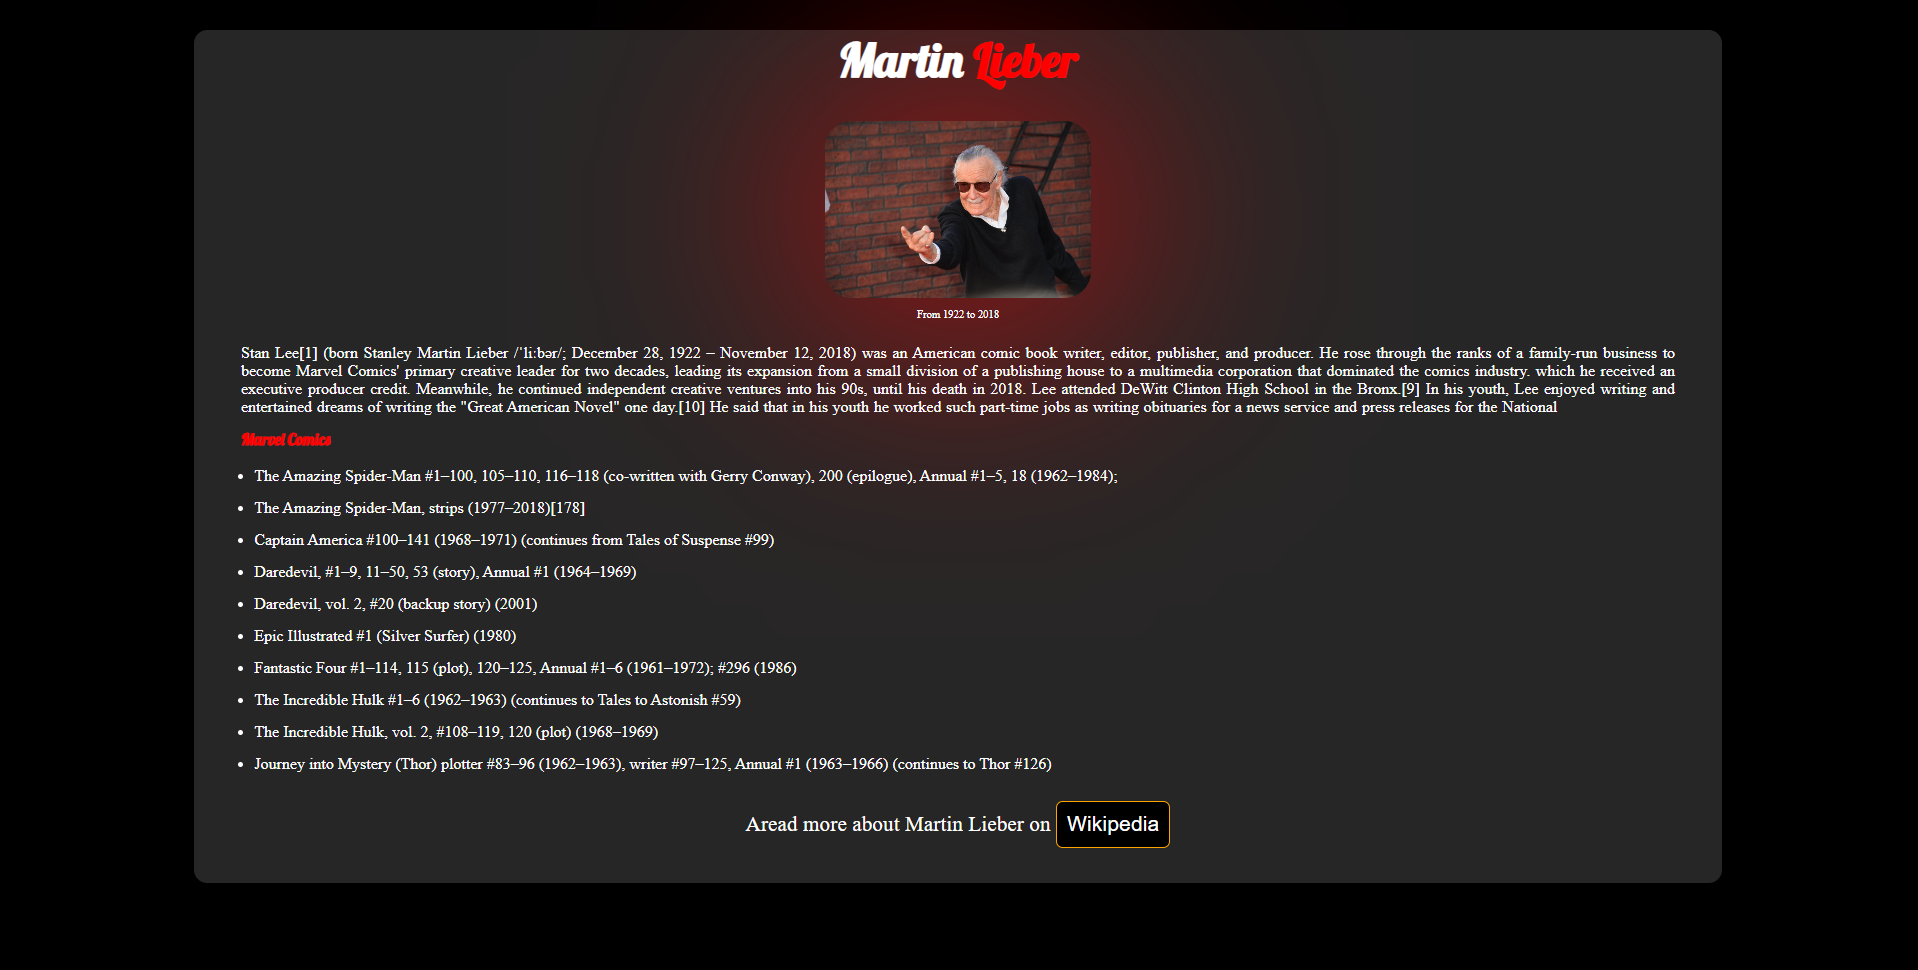 Martin Lieber
From 1922 to 2018
Stan Lee[1] (born Stanley Martin Lieber /ˈliːbər/; December 28, 1922 – November 12, 2018) was an American comic book writer, editor, publisher, and producer. He rose through the ranks of a family-run business to
become Marvel Comics' primary creative leader for two decades, leading its expansion from a small division of a publishing house to a multimedia corporation that dominated the comics industry. which he received an
executive producer credit. Meanwhile, he continued independent creative ventures into his 90s, until his death in 2018. Lee attended DeWitt Clinton High School in the Bronx.[9] In his youth, Lee enjoyed writing and
entertained dreams of writing the "Great American Novel" one day.[10] He said that in his youth he worked such part-time jobs as writing obituaries for a news service and press releases for the National
Marvel Comics
• The Amazing Spider-Man #1–100, 105–110, 116–118 (co-written with Gerry Conway), 200 (epilogue), Annual #1–5, 18 (1962–1984);
• The Amazing Spider-Man, strips (1977–2018)[178]
• Captain America #100–141 (1968–1971) (continues from Tales of Suspense #99)
• Daredevil, #1–9, 11–50, 53 (story), Annual #1 (1964–1969)
• Daredevil, vol. 2, #20 (backup story) (2001)
• Epic Illustrated #1 (Silver Surfer) (1980)
• Fantastic Four #1–114, 115 (plot), 120–125, Annual #1–6 (1961–1972); #296 (1986)
• The Incredible Hulk #1–6 (1962–1963) (continues to Tales to Astonish #59)
• The Incredible Hulk, vol. 2, #108–119, 120 (plot) (1968–1969)
• Journey into Mystery (Thor) plotter #83–96 (1962–1963), writer #97–125, Annual #1 (1963–1966) (continues to Thor #126)
Aread more about Martin Lieber on Wikipedia